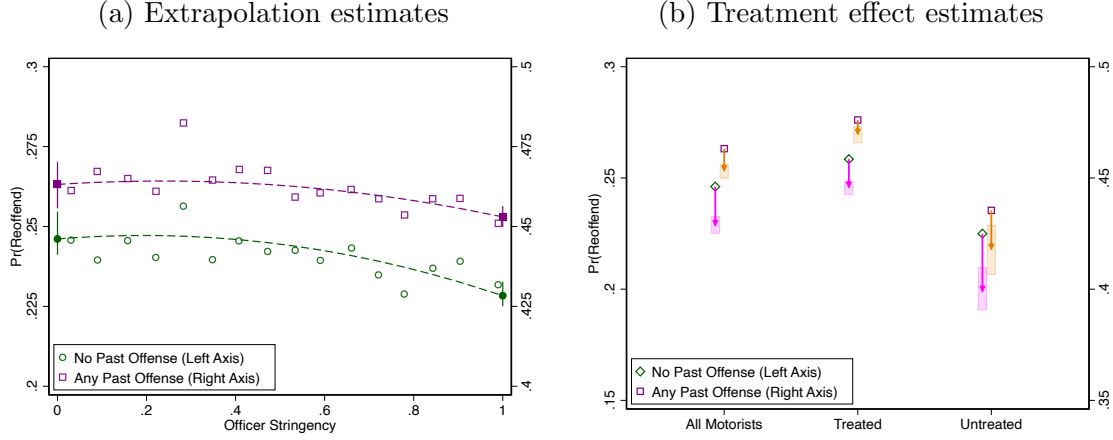 (a) Extrapolation estimates
.3
.275
.25
.225
.2
Pr(Reoffend)
.5
.475
.45
.425
.4
No Past Offense (Left Axis)
Any Past Offense (Right Axis)
0 .2 .4 .6 .8 1
Officer Stringency
(b) Treatment effect estimates
.3
.25
.2
.15
Pr(Reoffend)
.5
.45
.4
.35
No Past Offense (Left Axis)
Any Past Offense (Right Axis)
All Motorists Treated Untreated